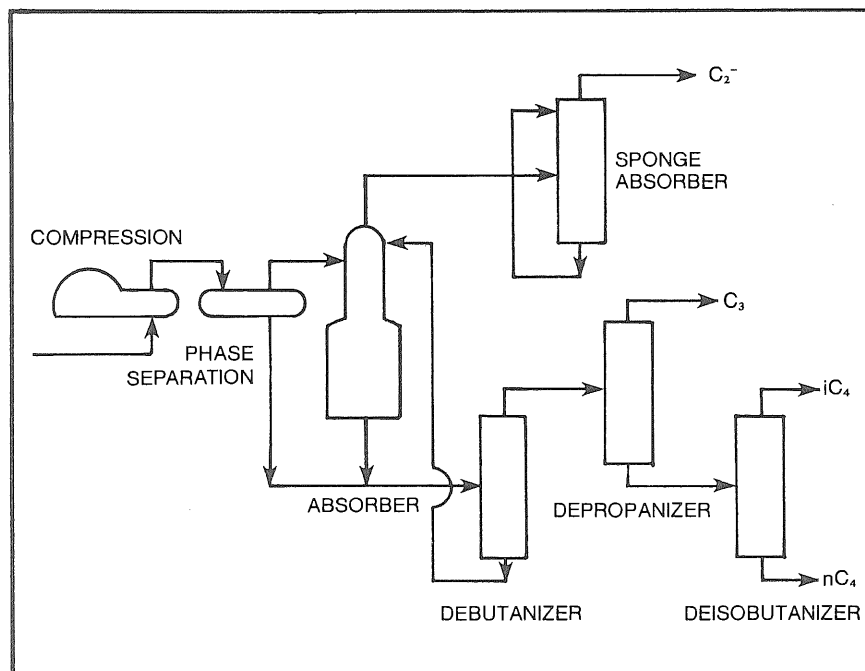 C₂⁻
SPONGE
ABSORBER
COMPRESSION
PHASE
SEPARATION
C₃
iC₄
ABSORBER
DEPROPANIZER
nC₄
DEBUTANIZER
DEISOBUTANIZER